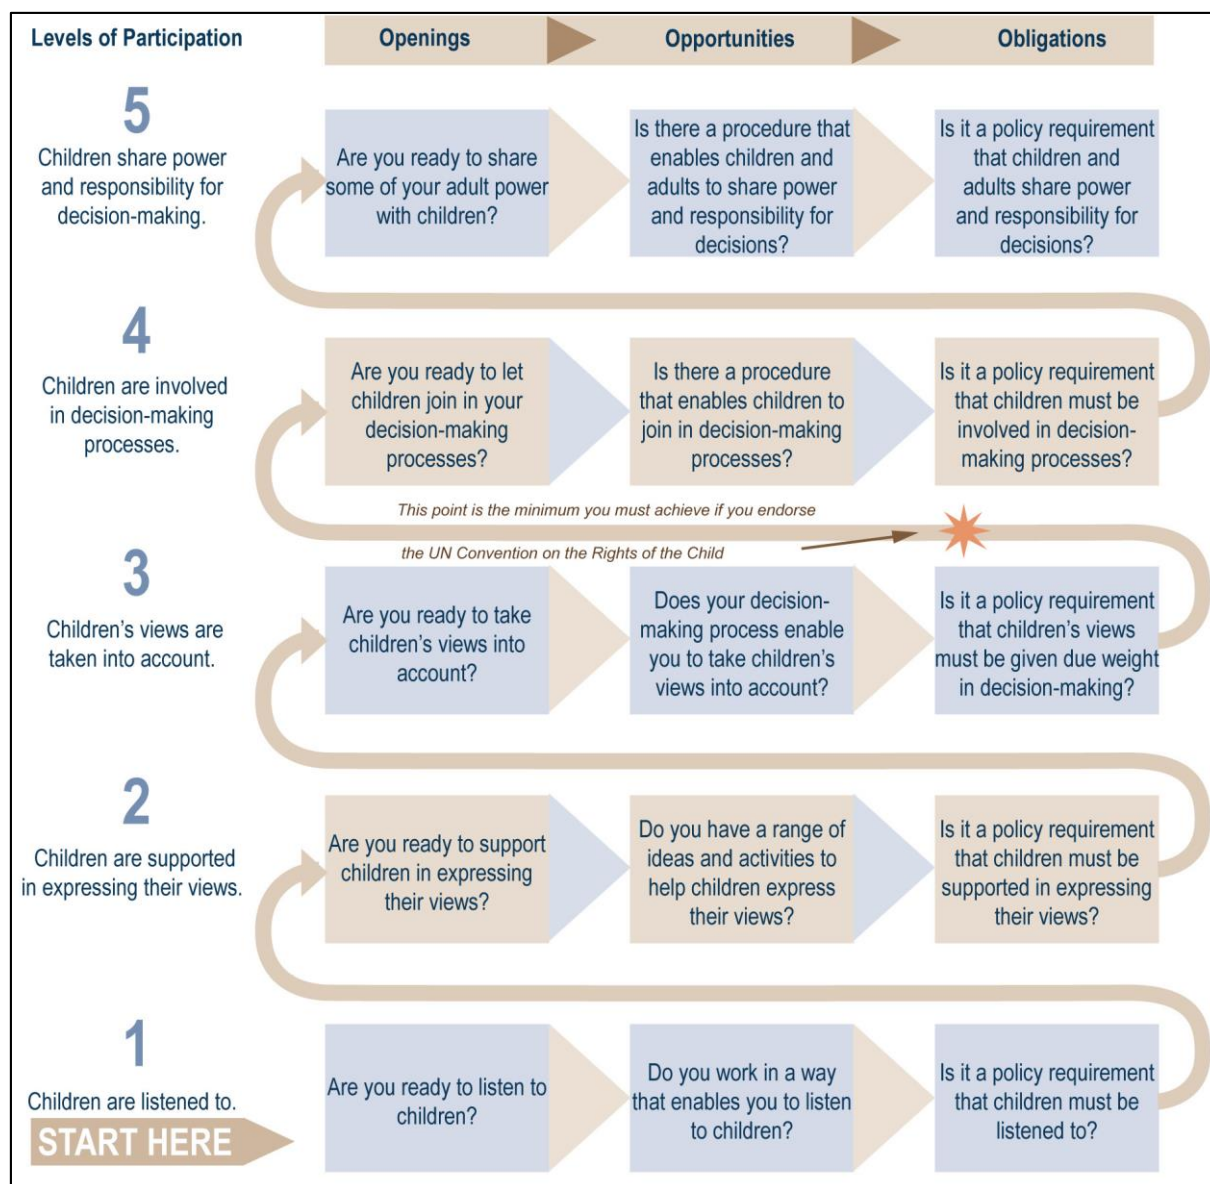 Levels of Participation
Openings
Opportunities
Obligations
5
Children share power
and responsibility for
decision-making.
Are you ready to share
some of your adult power
with children?
Is there a procedure that
enables children and
adults to share power
and responsibility for
decisions?
Is it a policy requirement
that children and
adults share power
and responsibility for
decisions?
4
Children are involved
in decision-making
processes.
Are you ready to let
children join in your
decision-making
processes?
Is there a procedure
that enables children to
join in decision-making
processes?
Is it a policy requirement
that children must be
involved in decision-
making processes?
This point is the minimum you must achieve if you endorse
the UN Convention on the Rights of the Child
3
Children’s views are
taken into account.
Are you ready to take
children’s views into
account?
Does your decision-
making process enable
you to take children’s
views into account?
Is it a policy requirement
that children’s views
must be given due weight
in decision-making?
2
Children are supported
in expressing their views.
Are you ready to support
children in expressing
their views?
Do you have a range of
ideas and activities to
help children express
their views?
Is it a policy requirement
that children must be
supported in expressing
their views?
1
Children are listened to.
START HERE
Are you ready to listen to
children?
Do you work in a way
that enables you to listen
to children?
Is it a policy requirement
that children must be
listened to?